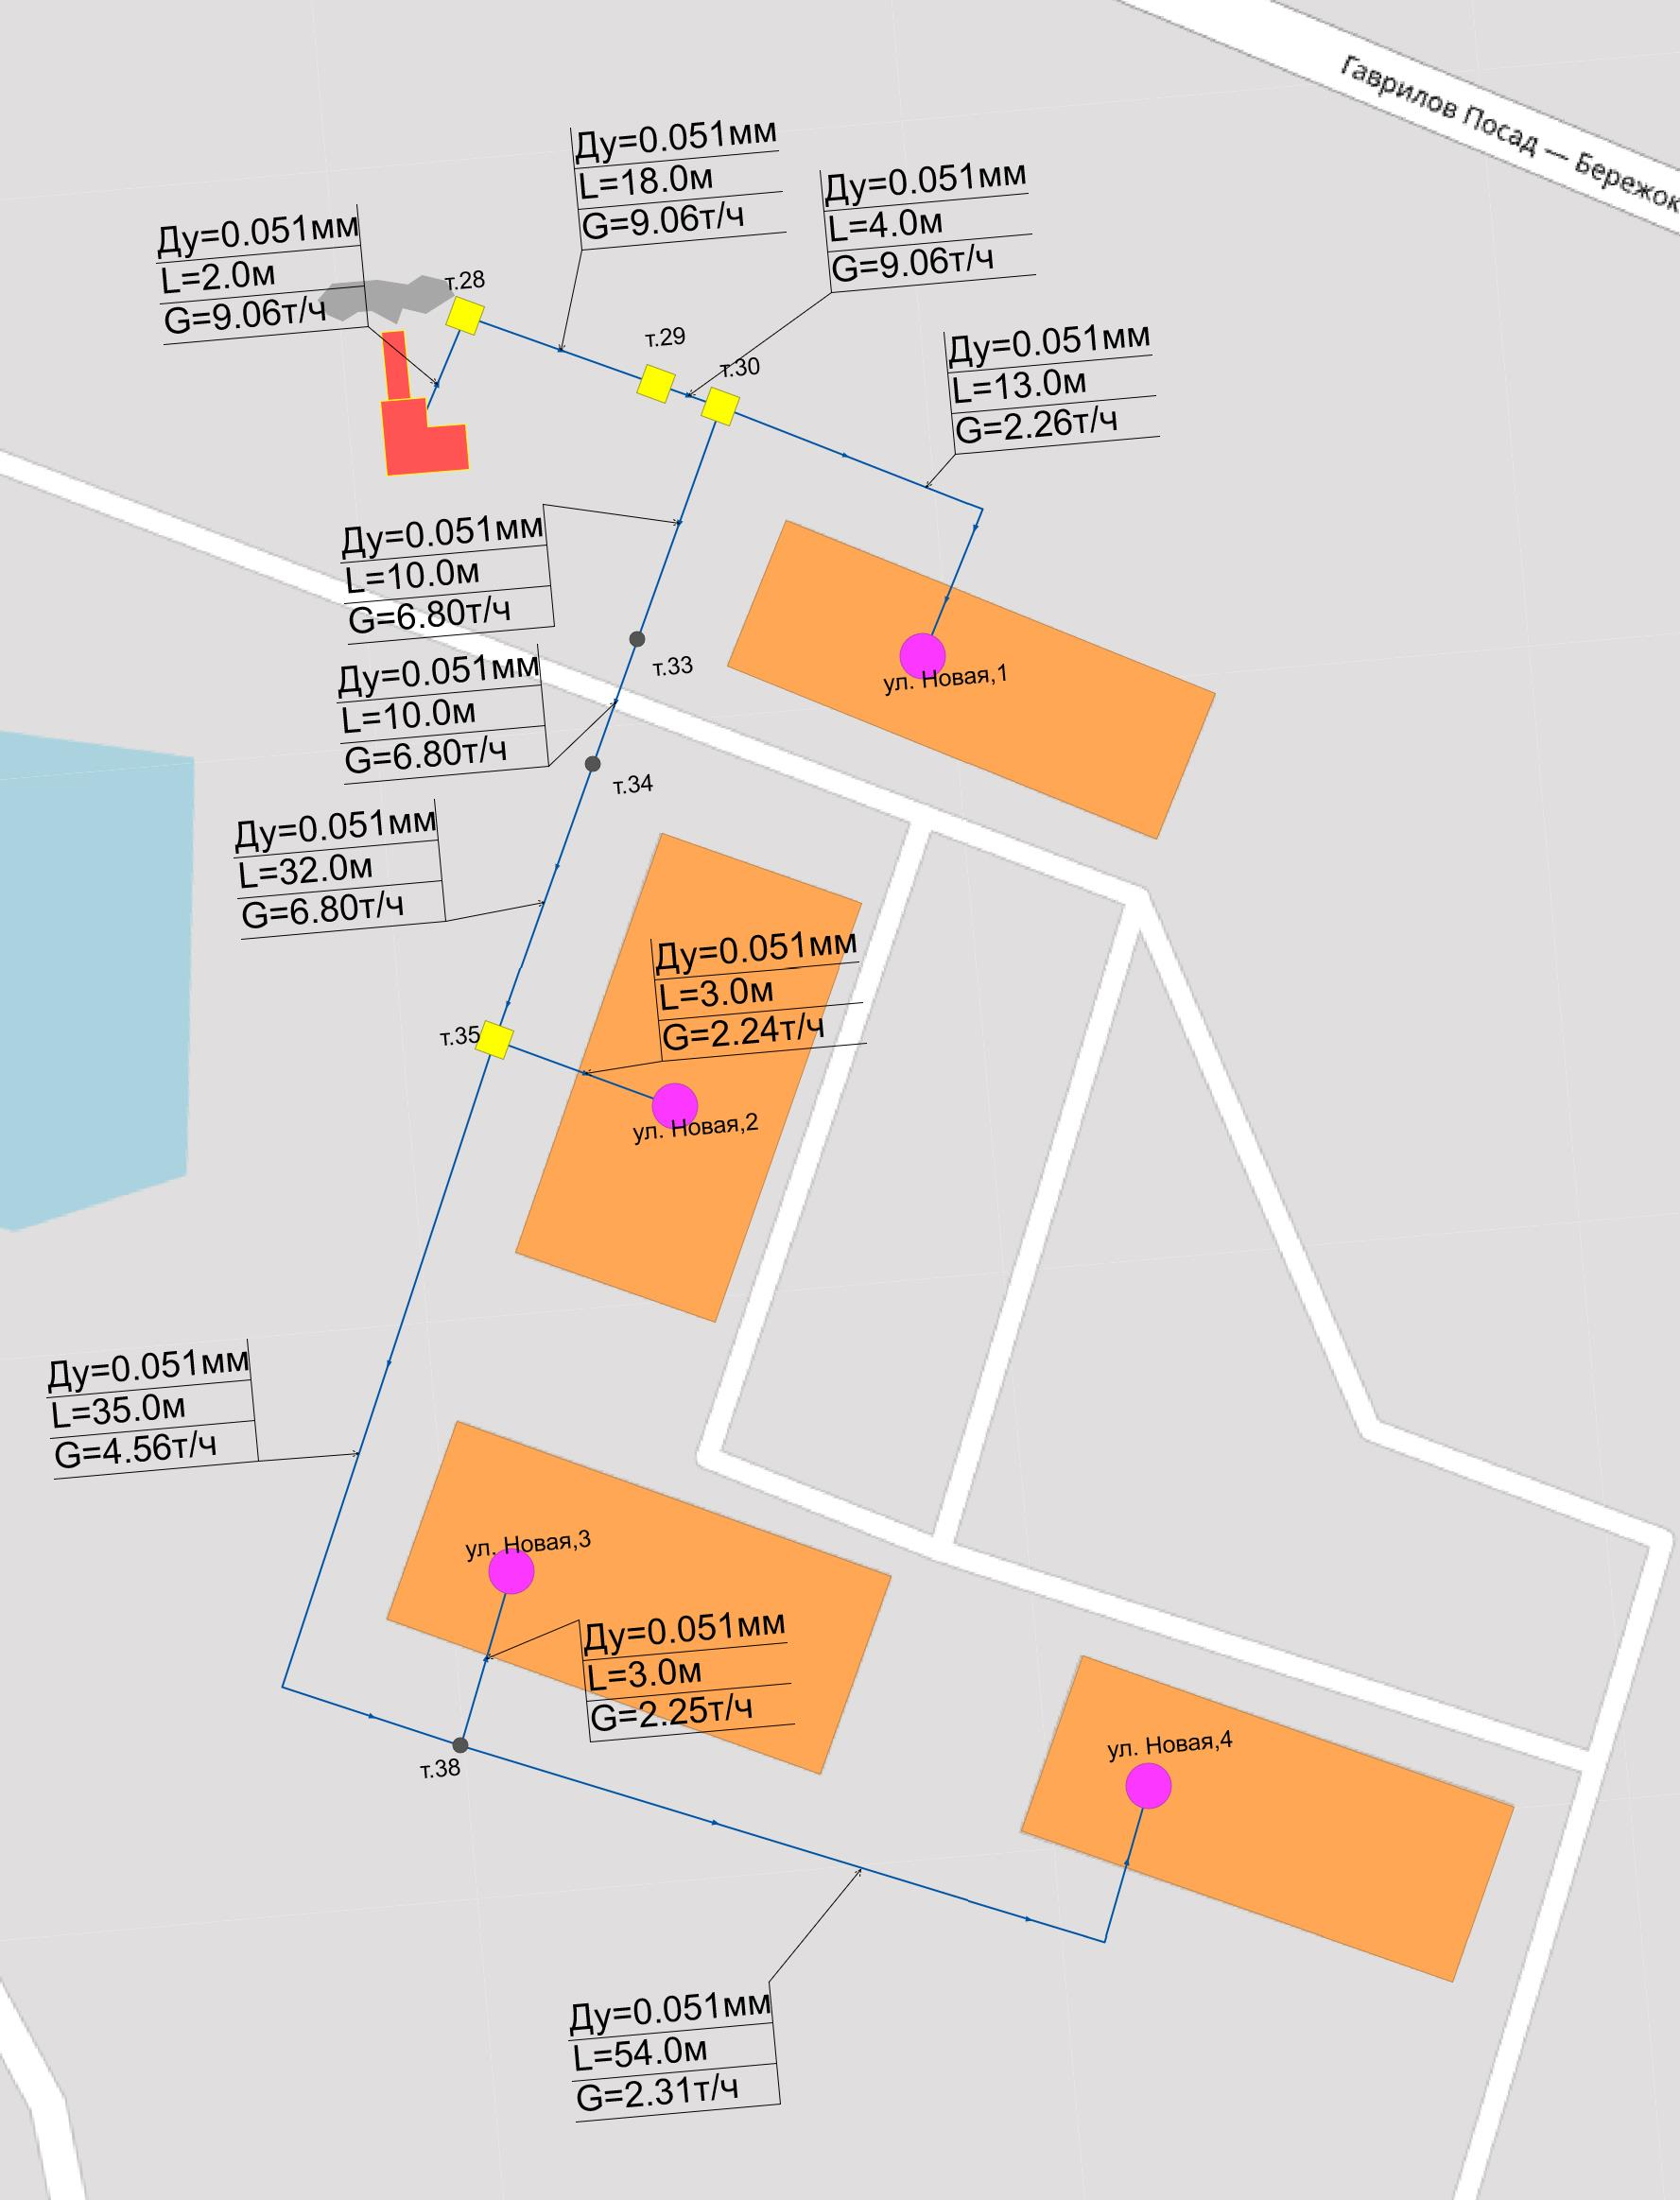 Гаврилов Посад — Бережок
Ду=0.051мм
L=18.0м
G=9.06т/ч
Ду=0.051мм
L=4.0м
G=9.06т/ч
Ду=0.051мм
L=2.0м
G=9.06т/ч
т.28
т.29
т.30
Ду=0.051мм
L=13.0м
G=2.26т/ч
Ду=0.051мм
L=10.0м
G=6.80т/ч
т.33
ул. Новая,1
Ду=0.051мм
L=10.0м
G=6.80т/ч
т.34
Ду=0.051мм
L=32.0м
G=6.80т/ч
Ду=0.051мм
L=3.0м
G=2.24т/ч
т.35
ул. Новая,2
Ду=0.051мм
L=35.0м
G=4.56т/ч
ул. Новая,3
Ду=0.051мм
L=3.0м
G=2.25т/ч
т.38
ул. Новая,4
Ду=0.051мм
L=54.0м
G=2.31т/ч